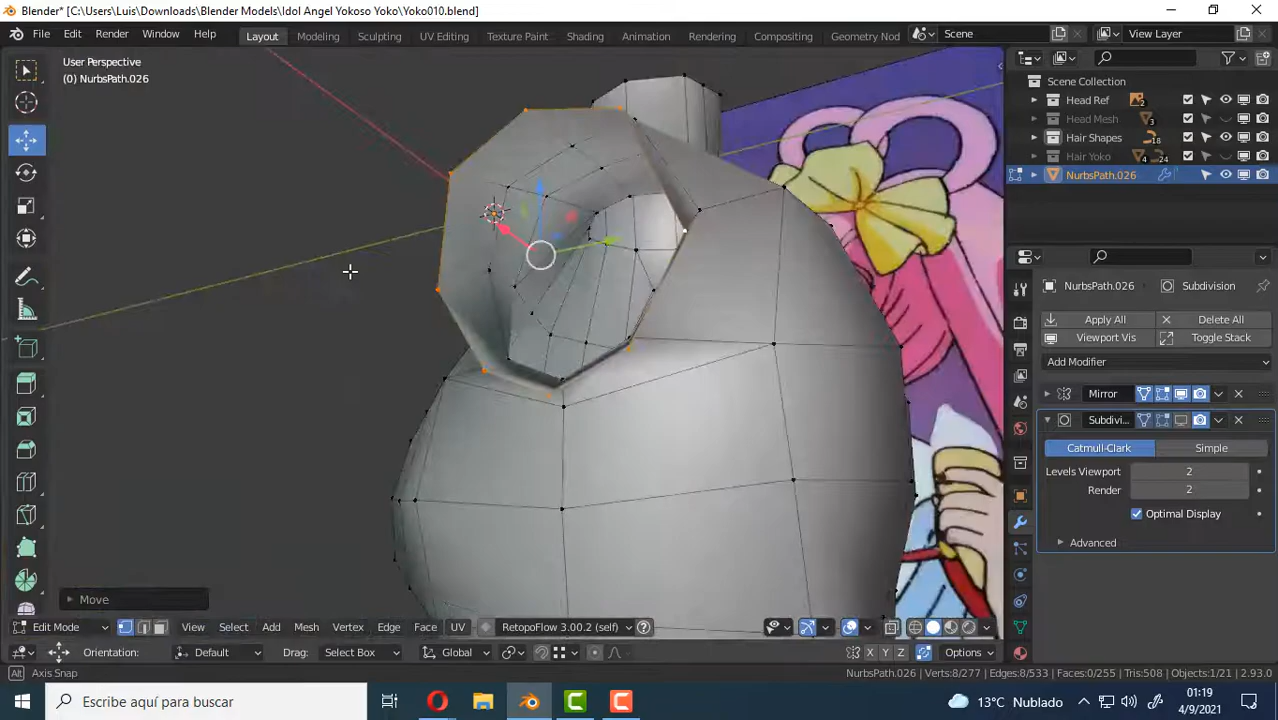 Blender* [C:\Users\Luis\Downloads\Blender Models\Idol Angel Yokoso Yoko\Yoko010.blend]
File Edit Render Window Help
Layout Modeling Sculpting UV Editing Texture Paint Shading Animation Rendering Compositing Geometry Nod
Scene
View Layer
User Perspective
(0) NurbsPath.026
Scene Collection
Head Ref 2
Head Mesh 3
Hair Shapes 18
Hair Yoko 4 24
NurbsPath.026
NurbsPath.026 Subdivision
Apply All Delete All
Viewport Vis Toggle Stack
Add Modifier
Mirror
Subdivi...
Catmull-Clark Simple
Levels Viewport 2
Render 2
Optimal Display
Advanced
Move
Edit Mode View Select Add Mesh Vertex Edge Face UV RetopoFlow 3.00.2 (self)
Orientation: Default Drag: Select Box Global X Y Z Options
Alt Axis Snap
NurbsPath.026 Verts:8/277 Edges:8/533 Faces:0/255 Tris:508 Objects:1/21 2.93.0
Escribe aquí para buscar
13°C Nublado
01:19
4/9/2021